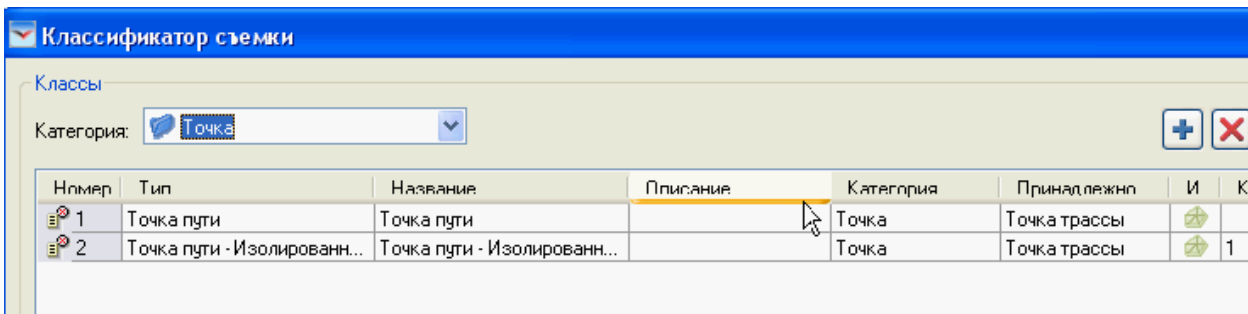 Классификатор съемки
Классы
Категория: Точка
Номер Тип Название Описание Категория Принадлежно И К
1 Точка пути Точка пути Точка Точка трассы
2 Точка пути - Изолированн... Точка пути - Изолированн... Точка Точка трассы 1